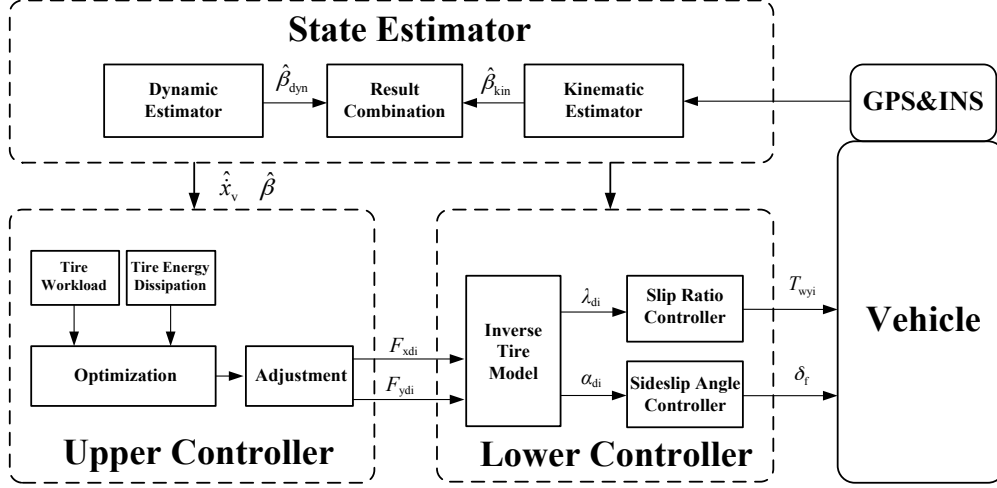 State Estimator
Dynamic
Estimator
β̂dyn
Result
Combination
β̂kin
Kinematic
Estimator
GPS&INS
ẋ̂v β̂
Tire
Workload
Tire Energy
Dissipation
Optimization
Adjustment
Fxdi
Fydi
Upper Controller
Inverse
Tire
Model
λdi
αdi
Slip Ratio
Controller
Sideslip Angle
Controller
Lower Controller
Twyi
δf
Vehicle